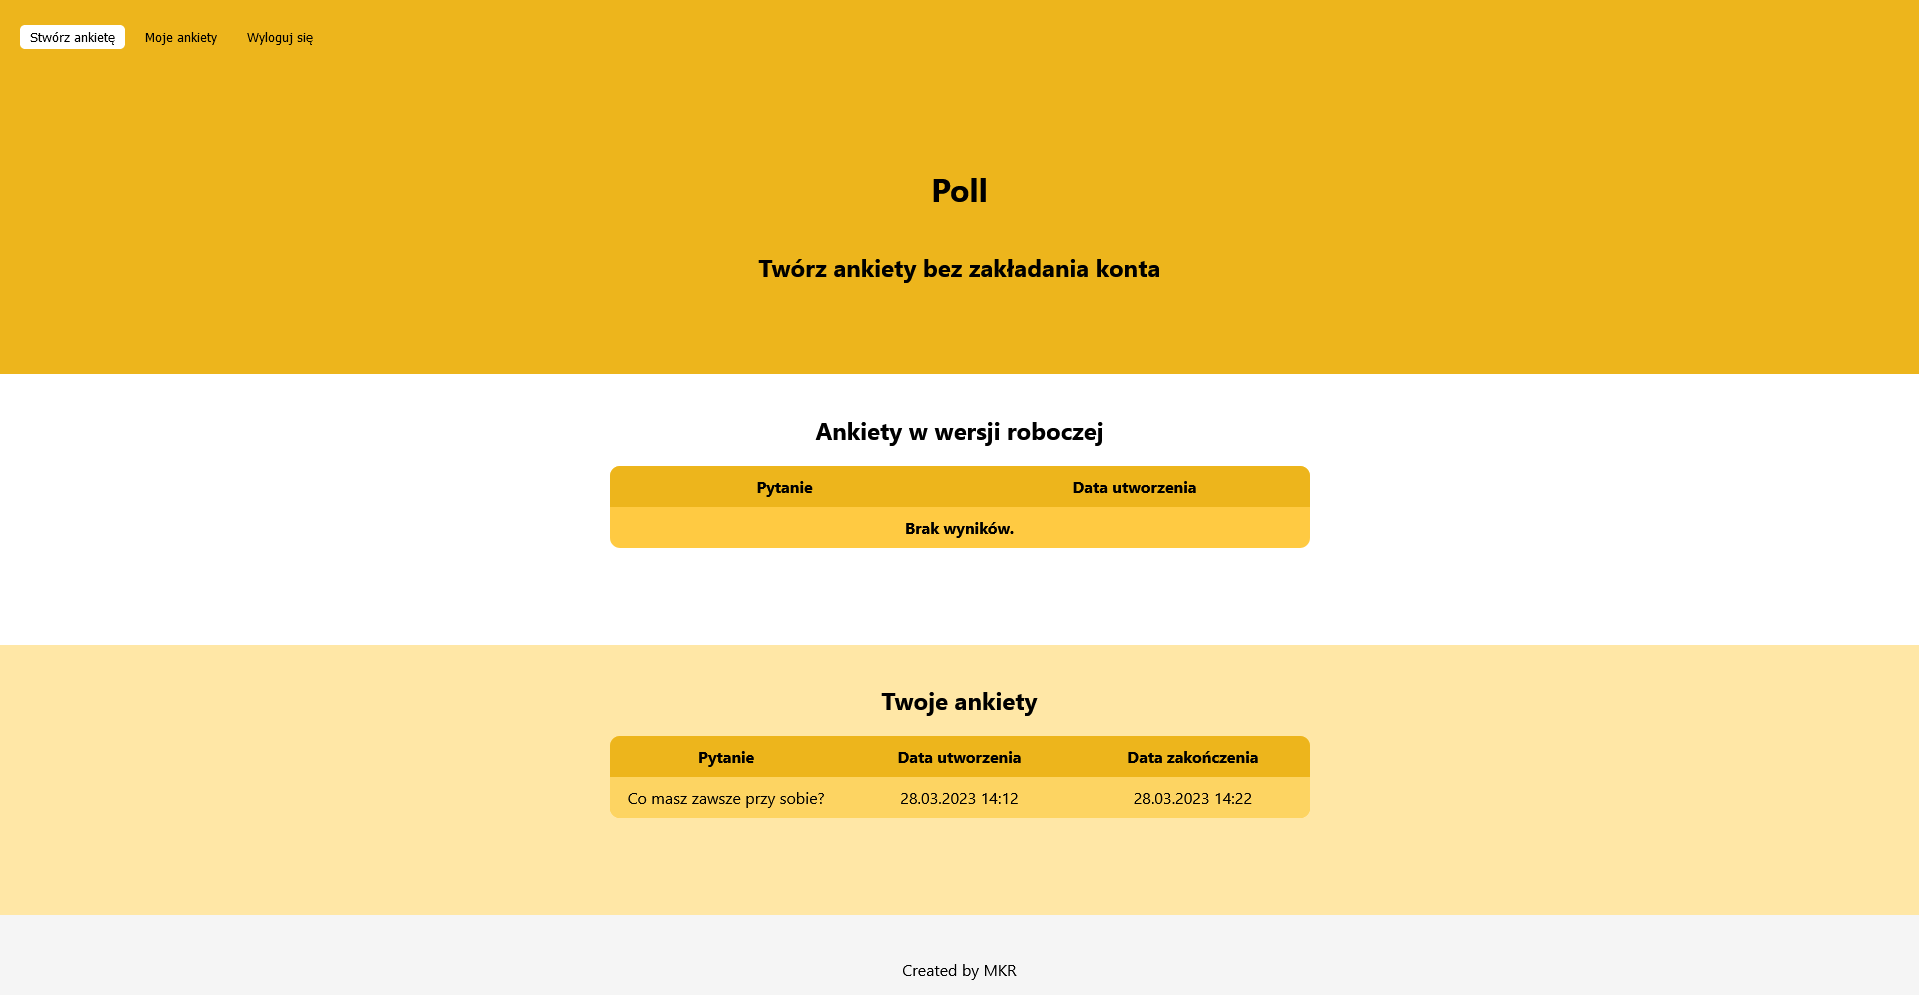 Stwórz ankietę Moje ankiety Wyloguj się
Poll
Twórz ankiety bez zakładania konta
Ankiety w wersji roboczej
Pytanie Data utworzenia
Brak wyników.
Twoje ankiety
Pytanie Data utworzenia Data zakończenia
Co masz zawsze przy sobie? 28.03.2023 14:12 28.03.2023 14:22
Created by MKR